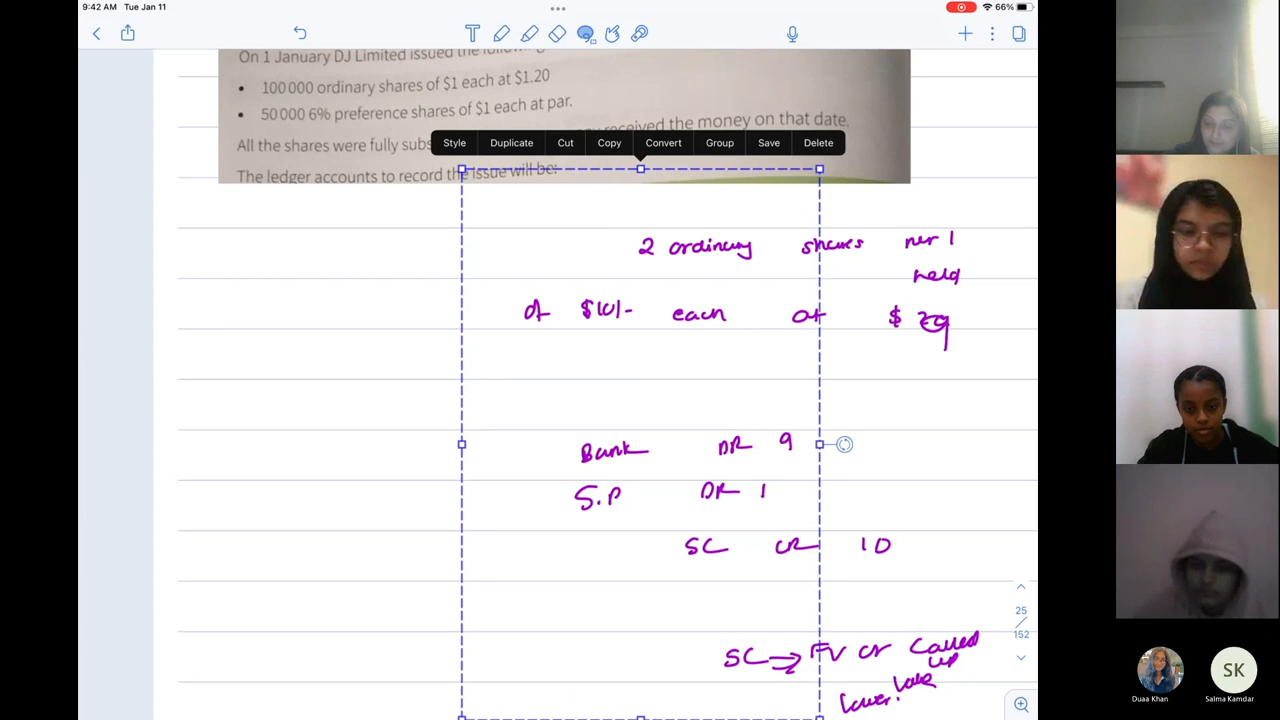 9:42 AM Tue Jan 11
66%
On 1 January DJ Limited issued the following
• 100 000 ordinary shares of $1 each at $1.20
• 50 000 6% preference shares of $1 each at par.
All the shares were fully subs received the money on that date.
Style Duplicate Cut Copy Convert Group Save Delete
The ledger accounts to record the issue will be:
2 ordinary shares per 1
held
of $10/- each at $
Bank DR 9
S.P DR 1
SC CR 10
25
/
152
SC → FV or Called
up
lower. value
Duaa Khan
SK
Salma Kamdar